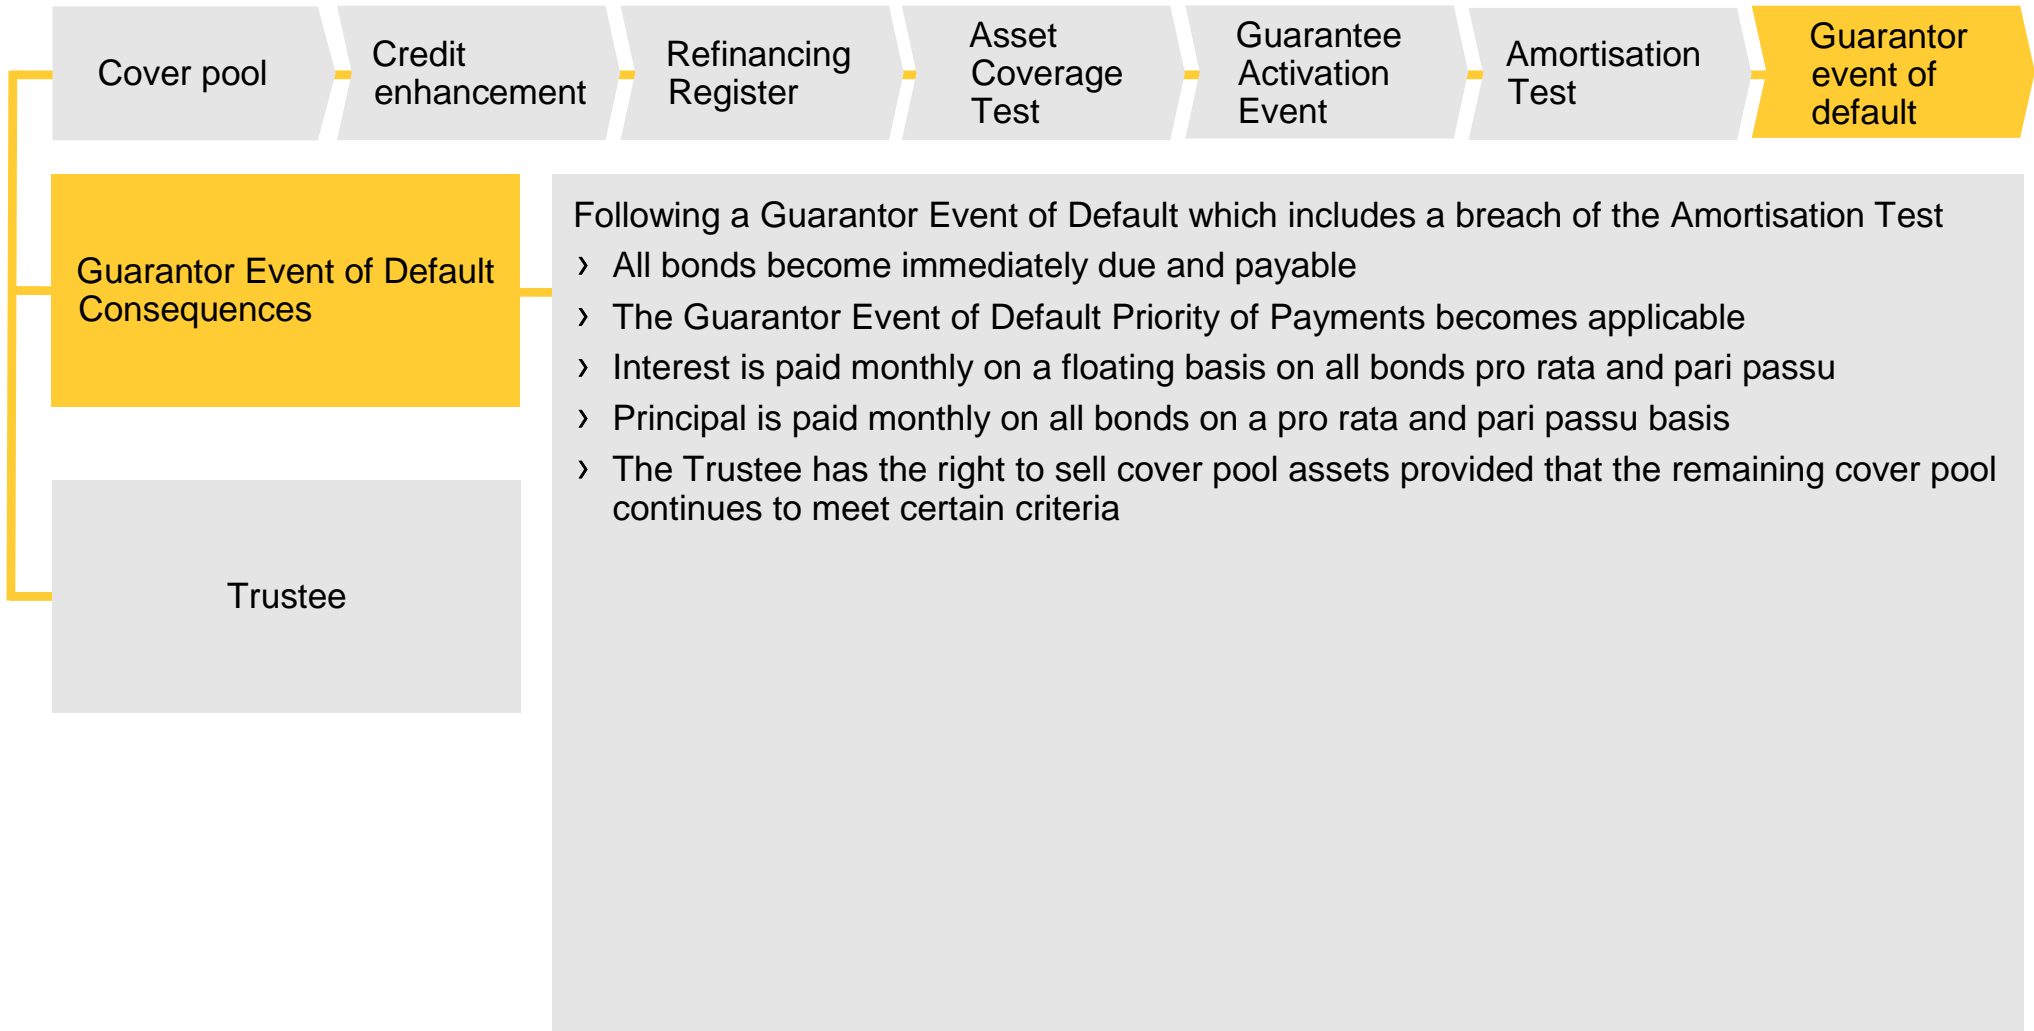 Cover pool
Credit
enhancement
Refinancing
Register
Asset
Coverage
Test
Guarantee
Activation
Event
Amortisation
Test
Guarantor
event of
default
Guarantor Event of Default
Consequences
Following a Guarantor Event of Default which includes a breach of the Amortisation Test
› All bonds become immediately due and payable
› The Guarantor Event of Default Priority of Payments becomes applicable
› Interest is paid monthly on a floating basis on all bonds pro rata and pari passu
› Principal is paid monthly on all bonds on a pro rata and pari passu basis
› The Trustee has the right to sell cover pool assets provided that the remaining cover pool
continues to meet certain criteria
Trustee